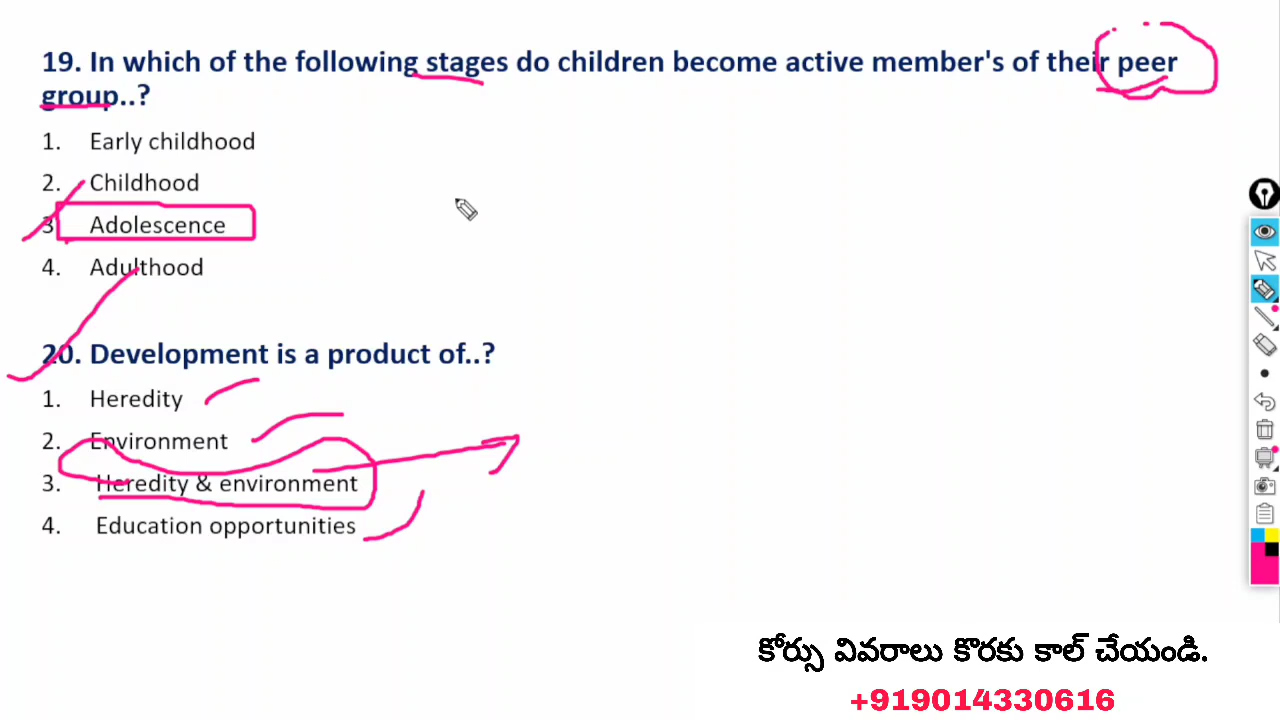 19. In which of the following stages do children become active member's of their peer
group..?
1. Early childhood
2. Childhood
3. Adolescence
4. Adulthood
20. Development is a product of..?
1. Heredity
2. Environment
3. Heredity & environment
4. Education opportunities
కోర్సు వివరాలు కొరకు కాల్ చేయండి.
+919014330616